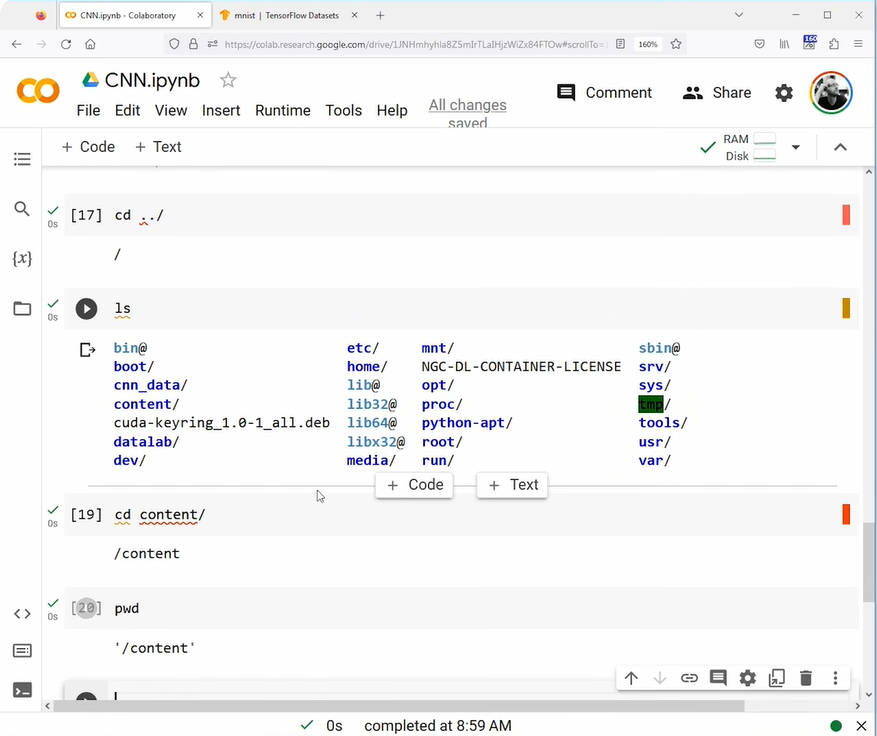 CNN.ipynb - Colaboratory
mnist | TensorFlow Datasets
160
https://colab.research.google.com/drive/1JNHmhyhla8Z5mIrTLaIHjzWiZx84FTOw#scrollTo=
160%
CNN.ipynb
File Edit View Insert Runtime Tools Help All changes saved
Comment Share
+ Code + Text
RAM
Disk
{x}
0s [17] cd ../
/
0s ls
bin@ etc/ mnt/ sbin@
boot/ home/ NGC-DL-CONTAINER-LICENSE srv/
cnn_data/ lib@ opt/ sys/
content/ lib32@ proc/ tmp/
cuda-keyring_1.0-1_all.deb lib64@ python-apt/ tools/
datalab/ libx32@ root/ usr/
dev/ media/ run/ var/
+ Code + Text
0s [19] cd content/
/content
0s [20] pwd
'/content'
0s completed at 8:59 AM